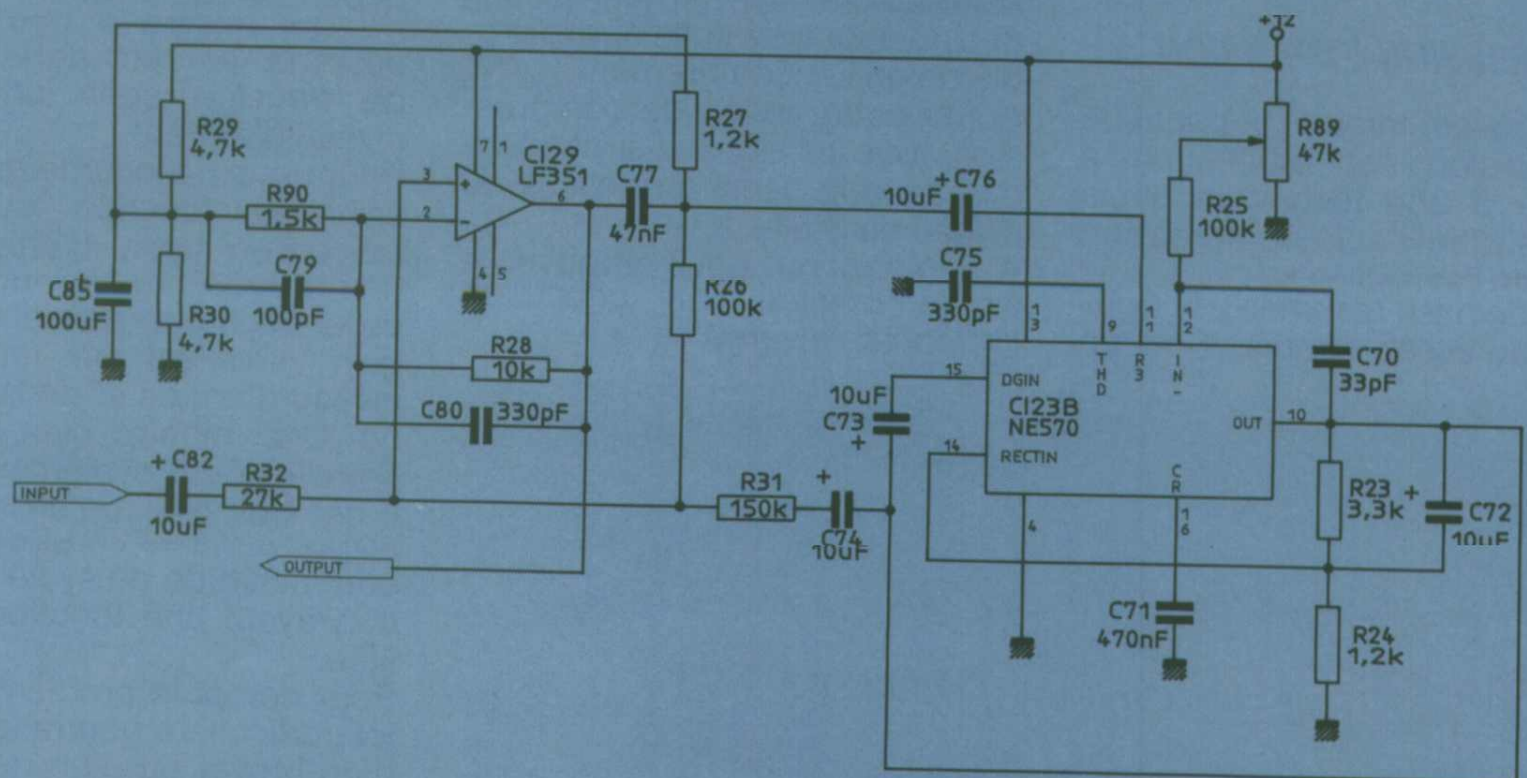 +12
R29
4,7k
R27
1,2k
R89
47k
7
1
CI29
LF351
3
+
6
2
-
C77
47nF
R90
1,5k
10uF
+
C76
R25
100k
C79
100pF
4
5
C75
330pF
R26
100k
C85
+
100uF
R30
4,7k
13
9
11
12
THD
R3
IN-
C70
33pF
R28
10k
15
DGIN
10uF
C73
+
CI23B
NE570
OUT
10
C80
330pF
14
RECTIN
+
C82
10uF
R32
27k
INPUT
R31
150k
+
C74
10uF
CR
4
16
R23
3,3k
+
C72
10uF
OUTPUT
C71
470nF
R24
1,2k